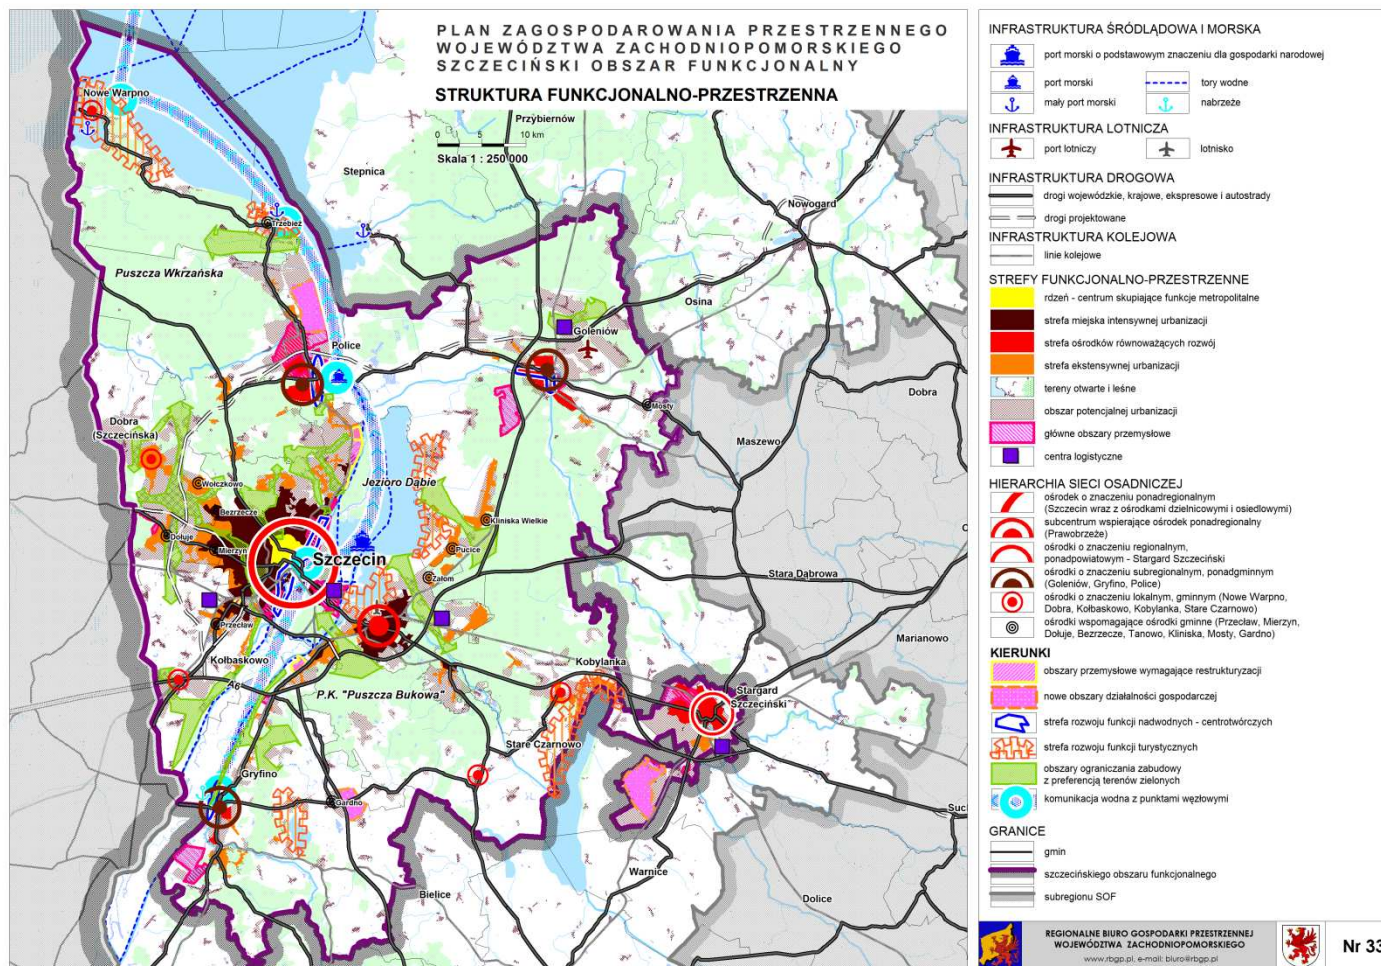 PLAN ZAGOSPODAROWANIA PRZESTRZENNEGO
WOJEWÓDZTWA ZACHODNIOPOMORSKIEGO
SZCZECIŃSKI OBSZAR FUNKCJONALNY
STRUKTURA FUNKCJONALNO-PRZESTRZENNA
0 5 10 km
Skala 1 : 250 000
Przybiernów
Nowe Warpno
Stepnica
Nowogard
Trzebież
Puszcza Wkrzańska
Osina
Goleniów
Police
Dobra
Mosty
Dobra
(Szczecińska)
Maszewo
Wołczkowo
Jezioro Dąbie
Bezrzecze
Kliniska Wielkie
Dołuje
Mierzyn
Pucice
Szczecin
Załom
Stara Dąbrowa
Przecław
Marianowo
Kołbaskowo
Kobylanka
A6
P.K. "Puszcza Bukowa"
Stargard
Szczeciński
Stare Czarnowo
Gryfino
Gardno
Suc
Warnice
Bielice
Dolice
INFRASTRUKTURA ŚRÓDLĄDOWA I MORSKA
port morski o podstawowym znaczeniu dla gospodarki narodowej
port morski
tory wodne
mały port morski
nabrzeże
INFRASTRUKTURA LOTNICZA
port lotniczy
lotnisko
INFRASTRUKTURA DROGOWA
drogi wojewódzkie, krajowe, ekspresowe i autostrady
drogi projektowane
INFRASTRUKTURA KOLEJOWA
linie kolejowe
STREFY FUNKCJONALNO-PRZESTRZENNE
rdzeń - centrum skupiające funkcje metropolitalne
strefa miejska intensywnej urbanizacji
strefa ośrodków równoważących rozwój
strefa ekstensywnej urbanizacji
tereny otwarte i leśne
obszar potencjalnej urbanizacji
główne obszary przemysłowe
centra logistyczne
HIERARCHIA SIECI OSADNICZEJ
ośrodek o znaczeniu ponadregionalnym
(Szczecin wraz z ośrodkami dzielnicowymi i osiedlowymi)
subcentrum wspierające ośrodek ponadregionalny
(Prawobrzeże)
ośrodki o znaczeniu regionalnym,
ponadpowiatowym - Stargard Szczeciński
ośrodki o znaczeniu subregionalnym, ponadgminnym
(Goleniów, Gryfino, Police)
ośrodki o znaczeniu lokalnym, gminnym (Nowe Warpno,
Dobra, Kołbaskowo, Kobylanka, Stare Czarnowo)
ośrodki wspomagające ośrodki gminne (Przecław, Mierzyn,
Dołuje, Bezrzecze, Tanowo, Kliniska, Mosty, Gardno)
KIERUNKI
obszary przemysłowe wymagające restrukturyzacji
nowe obszary działalności gospodarczej
strefa rozwoju funkcji nadwodnych - centrotwórczych
strefa rozwoju funkcji turystycznych
obszary ograniczania zabudowy
z preferencją terenów zielonych
komunikacja wodna z punktami węzłowymi
GRANICE
gmin
szczecińskiego obszaru funkcjonalnego
subregionu SOF
REGIONALNE BIURO GOSPODARKI PRZESTRZENNEJ
WOJEWÓDZTWA ZACHODNIOPOMORSKIEGO
www.rbgp.pl, e-mail: biuro@rbgp.pl
Nr 33